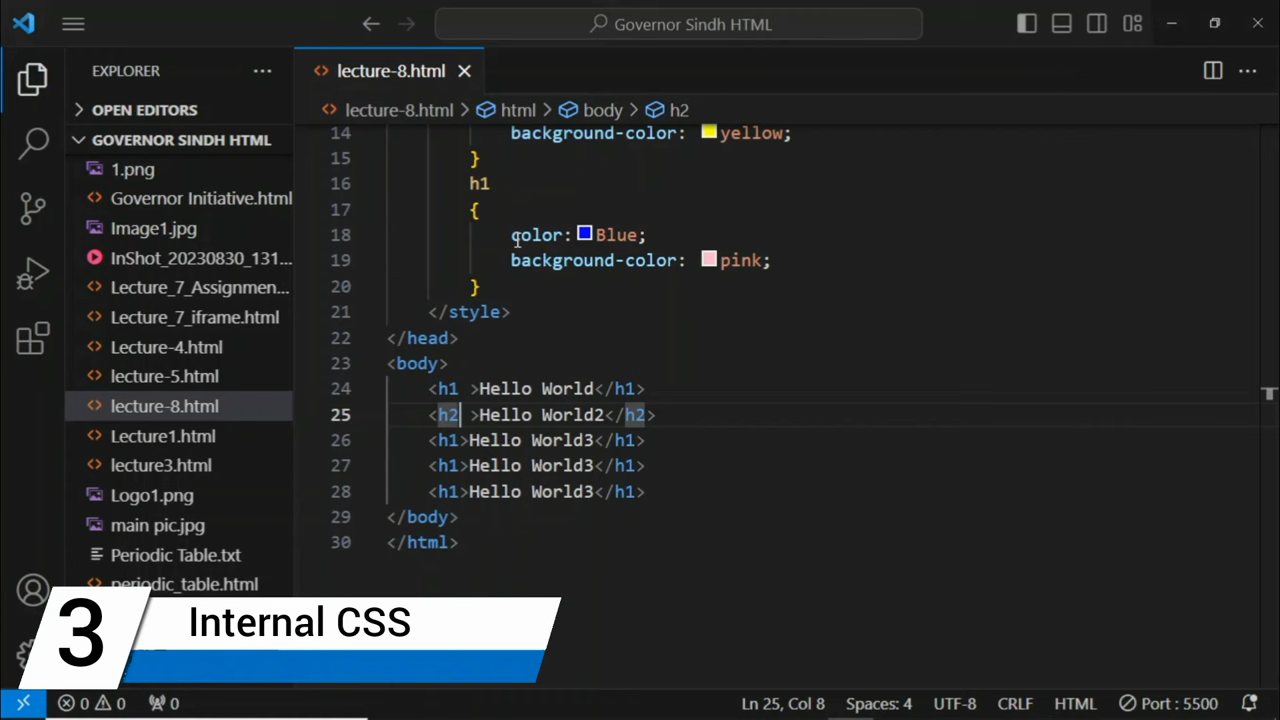 Governor Sindh HTML
EXPLORER
lecture-8.html
OPEN EDITORS
lecture-8.html > html > body > h2
GOVERNOR SINDH HTML
1.png
Governor Initiative.html
Image1.jpg
InShot_20230830_131...
Lecture_7_Assignmen...
Lecture_7_iframe.html
Lecture-4.html
lecture-5.html
lecture-8.html
Lecture1.html
lecture3.html
Logo1.png
main pic.jpg
Periodic Table.txt
periodic_table.html
14 background-color: yellow;
15 }
16 h1
17 {
18 color: Blue;
19 background-color: pink;
20 }
21 </style>
22 </head>
23 <body>
24 <h1 >Hello World</h1>
25 <h2 >Hello World2</h2>
26 <h1>Hello World3</h1>
27 <h1>Hello World3</h1>
28 <h1>Hello World3</h1>
29 </body>
30 </html>
3 Internal CSS
0 0 0 Ln 25, Col 8 Spaces: 4 UTF-8 CRLF HTML Port : 5500